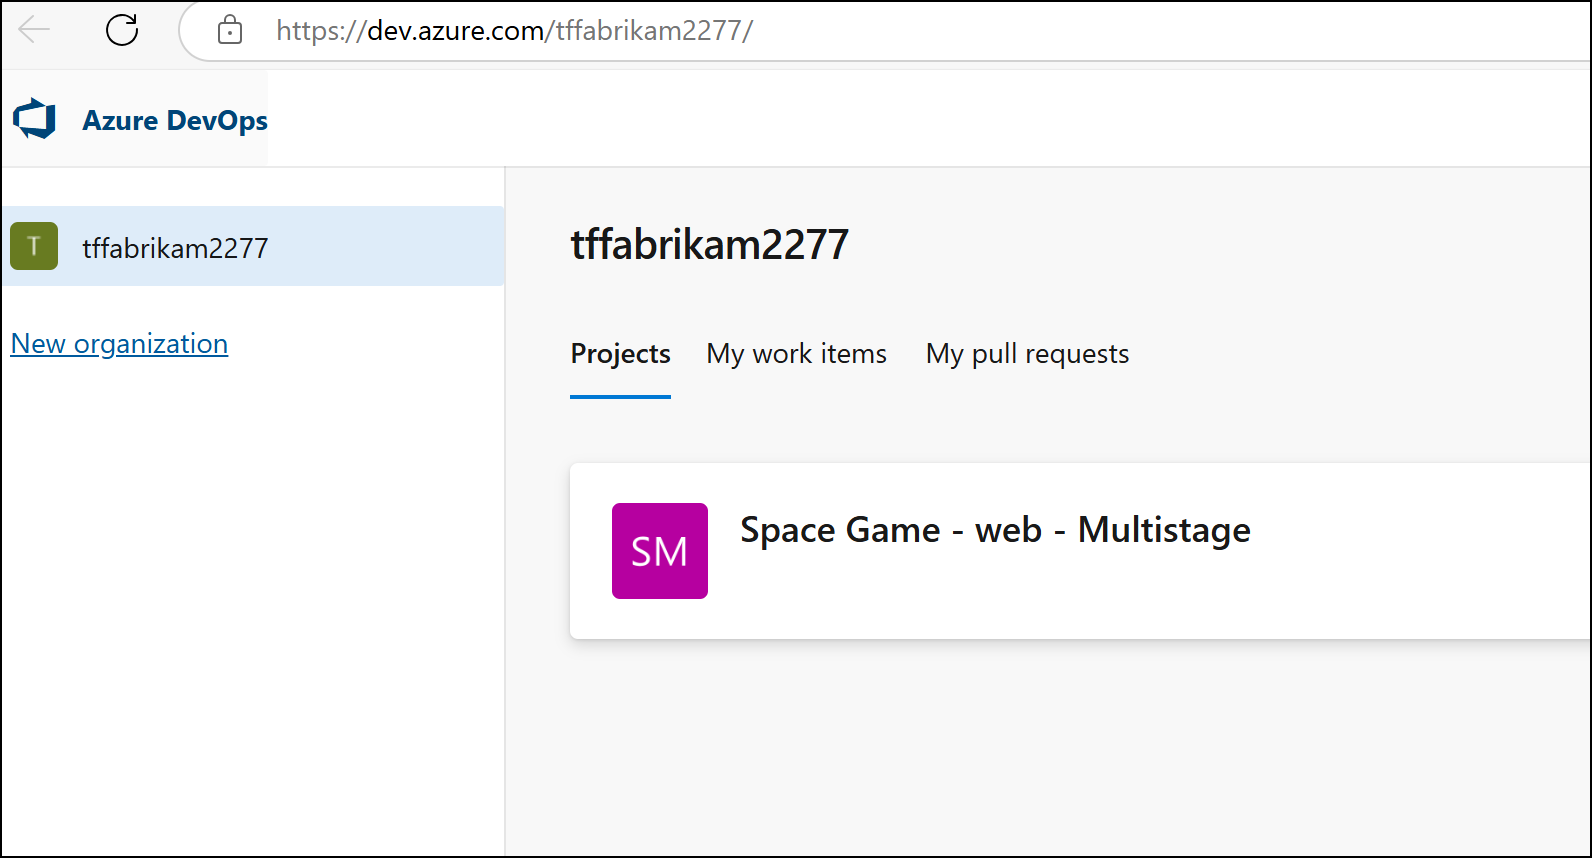 https://dev.azure.com/tffabrikam2277/
Azure DevOps
T
tffabrikam2277
New organization
tffabrikam2277
Projects
My work items
My pull requests
SM
Space Game - web - Multistage